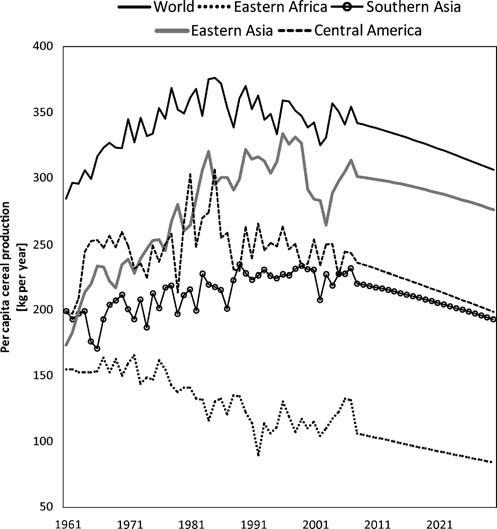 World Eastern Africa Southern Asia
Eastern Asia Central America
Per capita cereal production
[kg per year]
400
350
300
250
200
150
100
50
1961 1971 1981 1991 2001 2011 2021